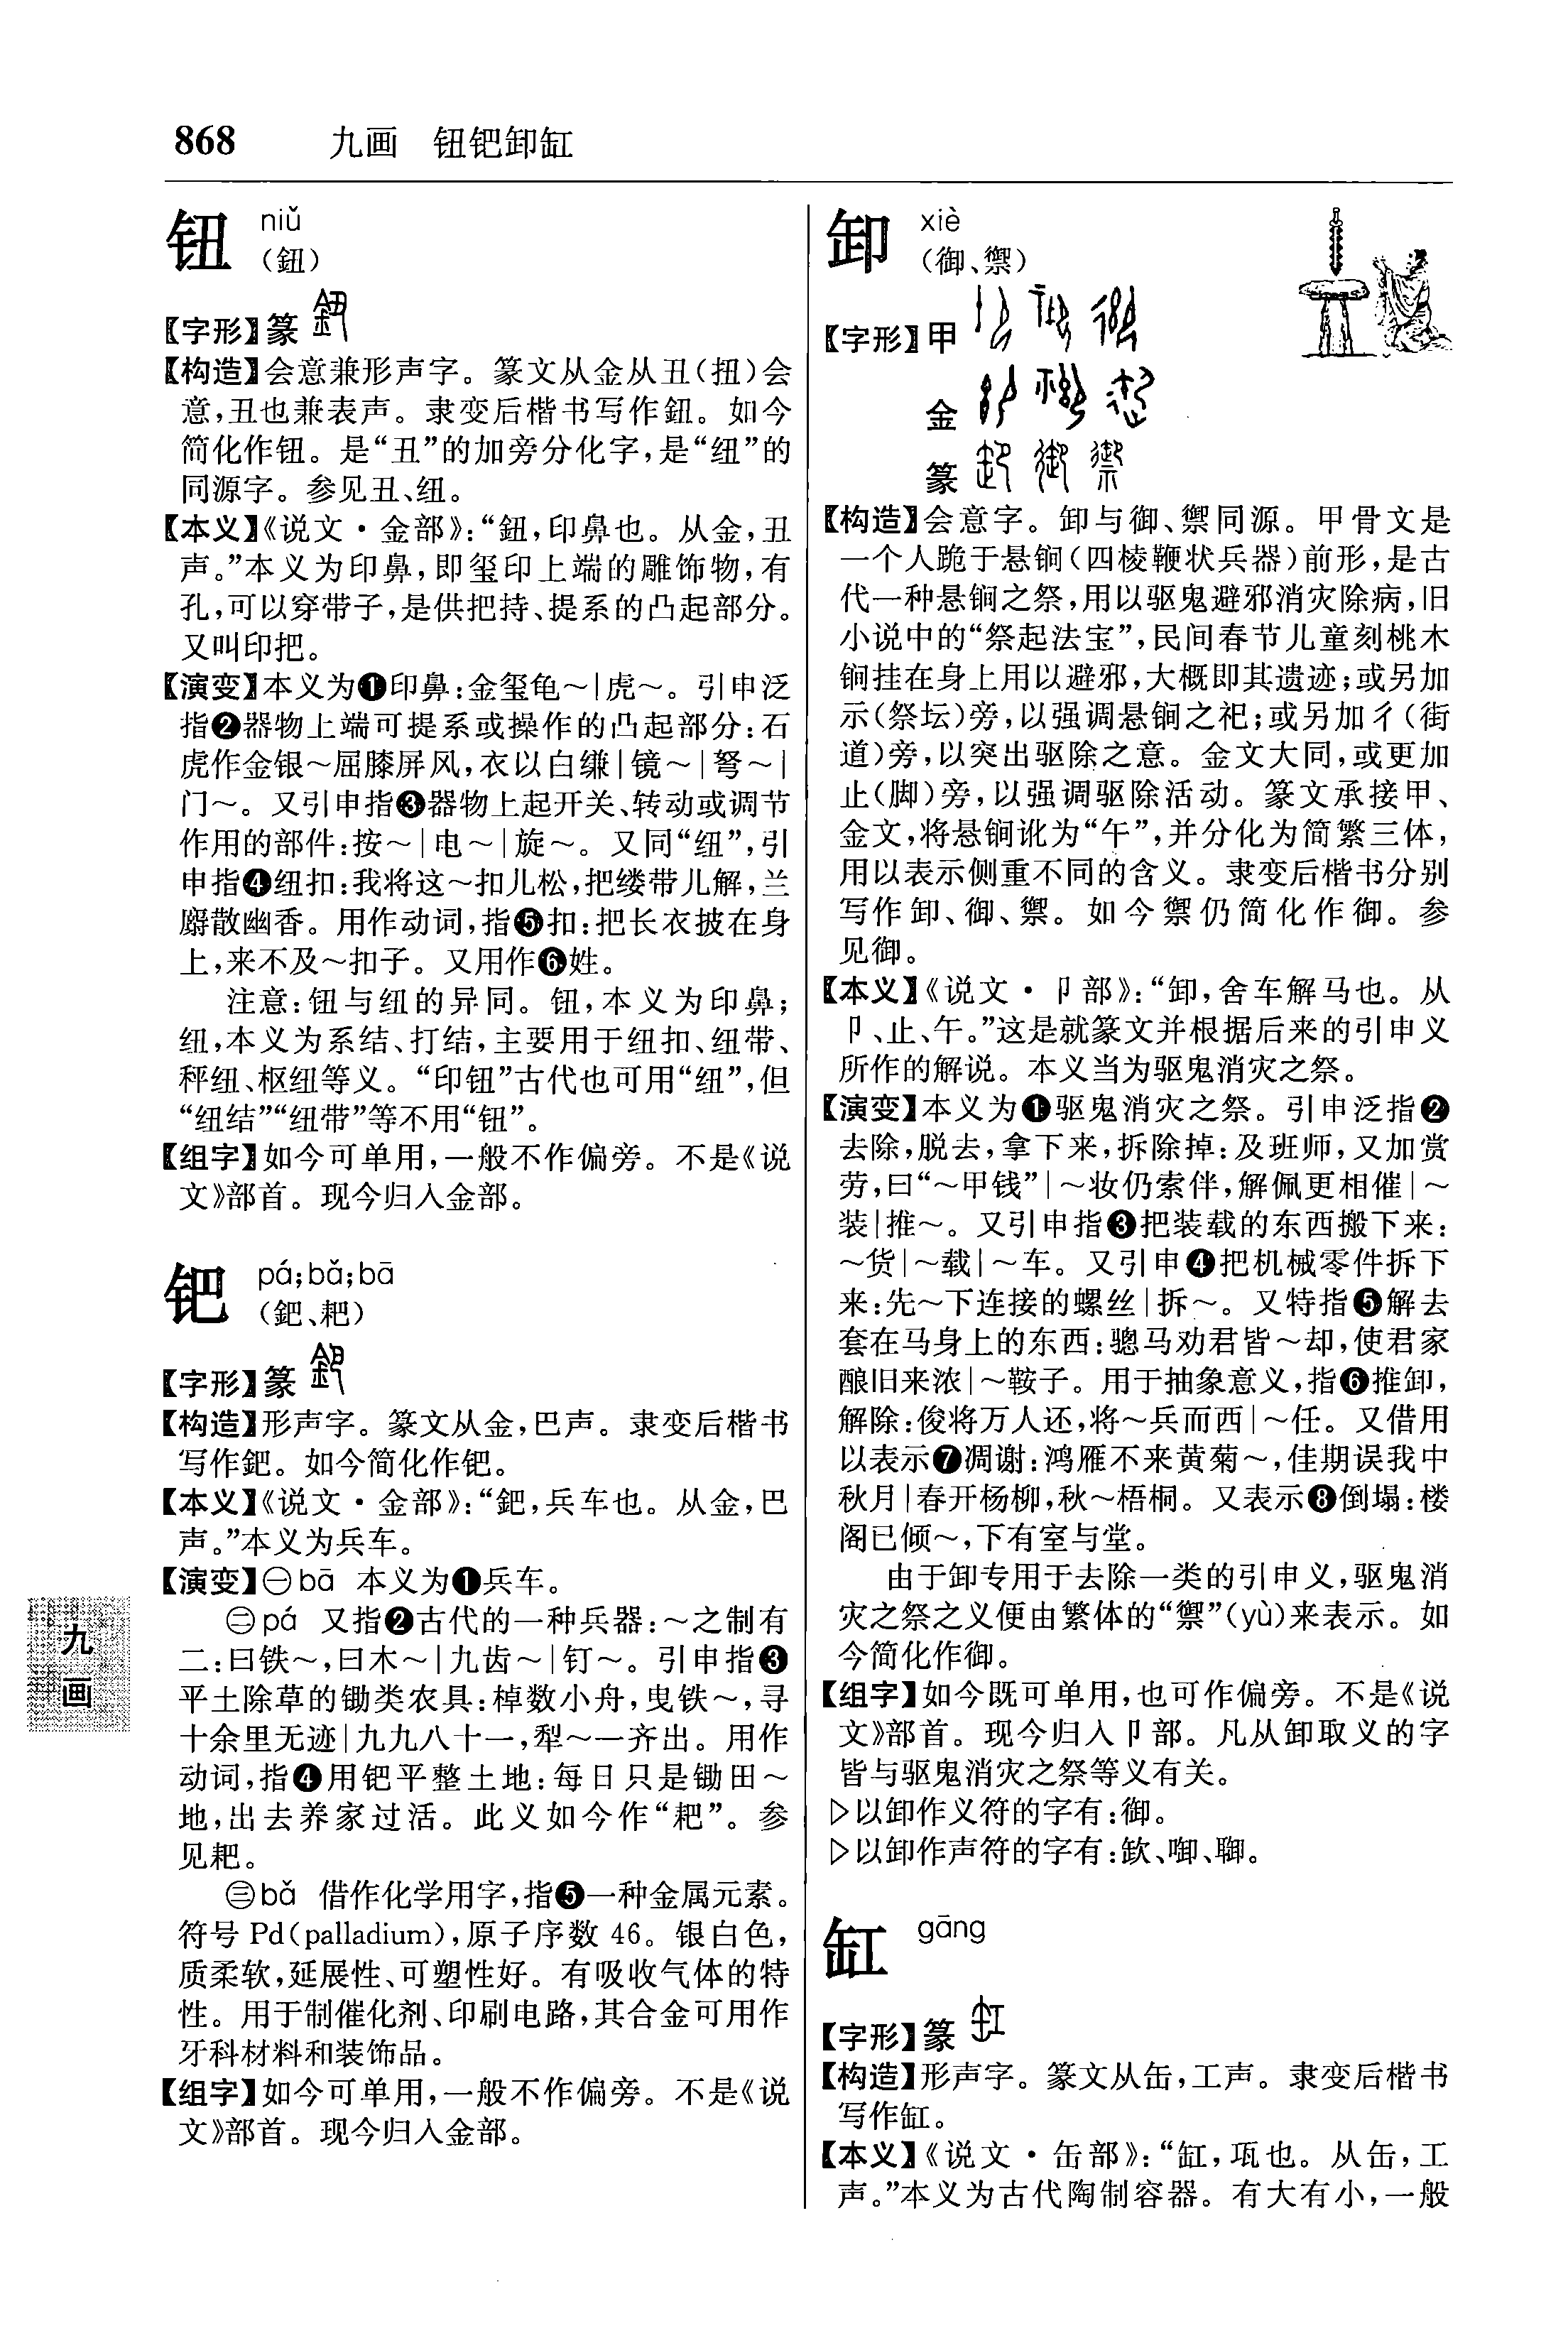 868 九画 钮钯卸缸
钮 niǔ
（鈕）
【字形】篆
【构造】会意兼形声字。篆文从金从丑（扭）会
意，丑也兼表声。隶变后楷书写作鈕。如今
简化作钮。是“丑”的加旁分化字，是“纽”的
同源字。参见丑、纽。
【本义】《说文·金部》：“鈕，印鼻也。从金，丑
声。”本义为印鼻，即玺印上端的雕饰物，有
孔，可以穿带子，是供把持、提系的凸起部分。
又叫印把。
【演变】本义为❶印鼻：金玺龟～｜虎～。引申泛
指❷器物上端可提系或操作的凸起部分：石
虎作金银～屈膝屏风，衣以白缣｜镜～｜弩～｜
门～。又引申指❸器物上起开关、转动或调节
作用的部件：按～｜电～｜旋～。又同“纽”，引
申指❹纽扣：我将这～扣儿松，把缕带儿解，兰
麝散幽香。用作动词，指❺扣：把长衣披在身
上，来不及～扣子。又用作❻姓。
注意：钮与纽的异同。钮，本义为印鼻；
纽，本义为系结、打结，主要用于纽扣、纽带、
秤纽、枢纽等义。“印钮”古代也可用“纽”，但
“纽结”“纽带”等不用“钮”。
【组字】如今可单用，一般不作偏旁。不是《说
文》部首。现今归入金部。
钯 pá；bǎ；bā
（鈀、耙）
【字形】篆
【构造】形声字。篆文从金，巴声。隶变后楷书
写作鈀。如今简化作钯。
【本义】《说文·金部》：“鈀，兵车也。从金，巴
声。”本义为兵车。
【演变】㊀bā 本义为❶兵车。
㊁pá 又指❷古代的一种兵器：～之制有
二：曰铁～，曰木～｜九齿～｜钉～。引申指❸
平土除草的锄类农具：棹数小舟，曳铁～，寻
十余里无迹｜九九八十一，犁～一齐出。用作
动词，指❹用钯平整土地：每日只是锄田～
地，出去养家过活。此义如今作“耙”。参
见耙。
㊂bǎ 借作化学用字，指❺一种金属元素。
符号 Pd（palladium），原子序数 46。银白色，
质柔软，延展性、可塑性好。有吸收气体的特
性。用于制催化剂、印刷电路，其合金可用作
牙科材料和装饰品。
【组字】如今可单用，一般不作偏旁。不是《说
文》部首。现今归入金部。
九画
卸 xiè
（御、禦）
【字形】甲
金
篆
【构造】会意字。卸与御、禦同源。甲骨文是
一个人跪于悬锏（四棱鞭状兵器）前形，是古
代一种悬锏之祭，用以驱鬼避邪消灾除病，旧
小说中的“祭起法宝”，民间春节儿童刻桃木
锏挂在身上用以避邪，大概即其遗迹；或另加
示（祭坛）旁，以强调悬锏之祀；或另加彳（街
道）旁，以突出驱除之意。金文大同，或更加
止（脚）旁，以强调驱除活动。篆文承接甲、
金文，将悬锏讹为“午”，并分化为简繁三体，
用以表示侧重不同的含义。隶变后楷书分别
写作卸、御、禦。如今禦仍简化作御。参
见御。
【本义】《说文·卩部》：“卸，舍车解马也。从
卩、止、午。”这是就篆文并根据后来的引申义
所作的解说。本义当为驱鬼消灾之祭。
【演变】本义为❶驱鬼消灾之祭。引申泛指❷
去除，脱去，拿下来，拆除掉：及班师，又加赏
劳，曰“～甲钱”｜～妆仍索伴，解佩更相催｜～
装｜推～。又引申指❸把装载的东西搬下来：
～货｜～载｜～车。又引申❹把机械零件拆下
来：先～下连接的螺丝｜拆～。又特指❺解去
套在马身上的东西：骢马劝君皆～却，使君家
酿旧来浓｜～鞍子。用于抽象意义，指❻推卸，
解除：俊将万人还，将～兵而西｜～任。又借用
以表示❼凋谢：鸿雁不来黄菊～，佳期误我中
秋月｜春开杨柳，秋～梧桐。又表示❽倒塌：楼
阁已倾～，下有室与堂。
由于卸专用于去除一类的引申义，驱鬼消
灾之祭之义便由繁体的“禦”（yù）来表示。如
今简化作御。
【组字】如今既可单用，也可作偏旁。不是《说
文》部首。现今归入卩部。凡从卸取义的字
皆与驱鬼消灾之祭等义有关。
▷以卸作义符的字有：御。
▷以卸作声符的字有：㰨、啣、聊。
缸 gāng
【字形】篆
【构造】形声字。篆文从缶，工声。隶变后楷书
写作缸。
【本义】《说文·缶部》：“缸，瓨也。从缶，工
声。”本义为古代陶制容器。有大有小，一般